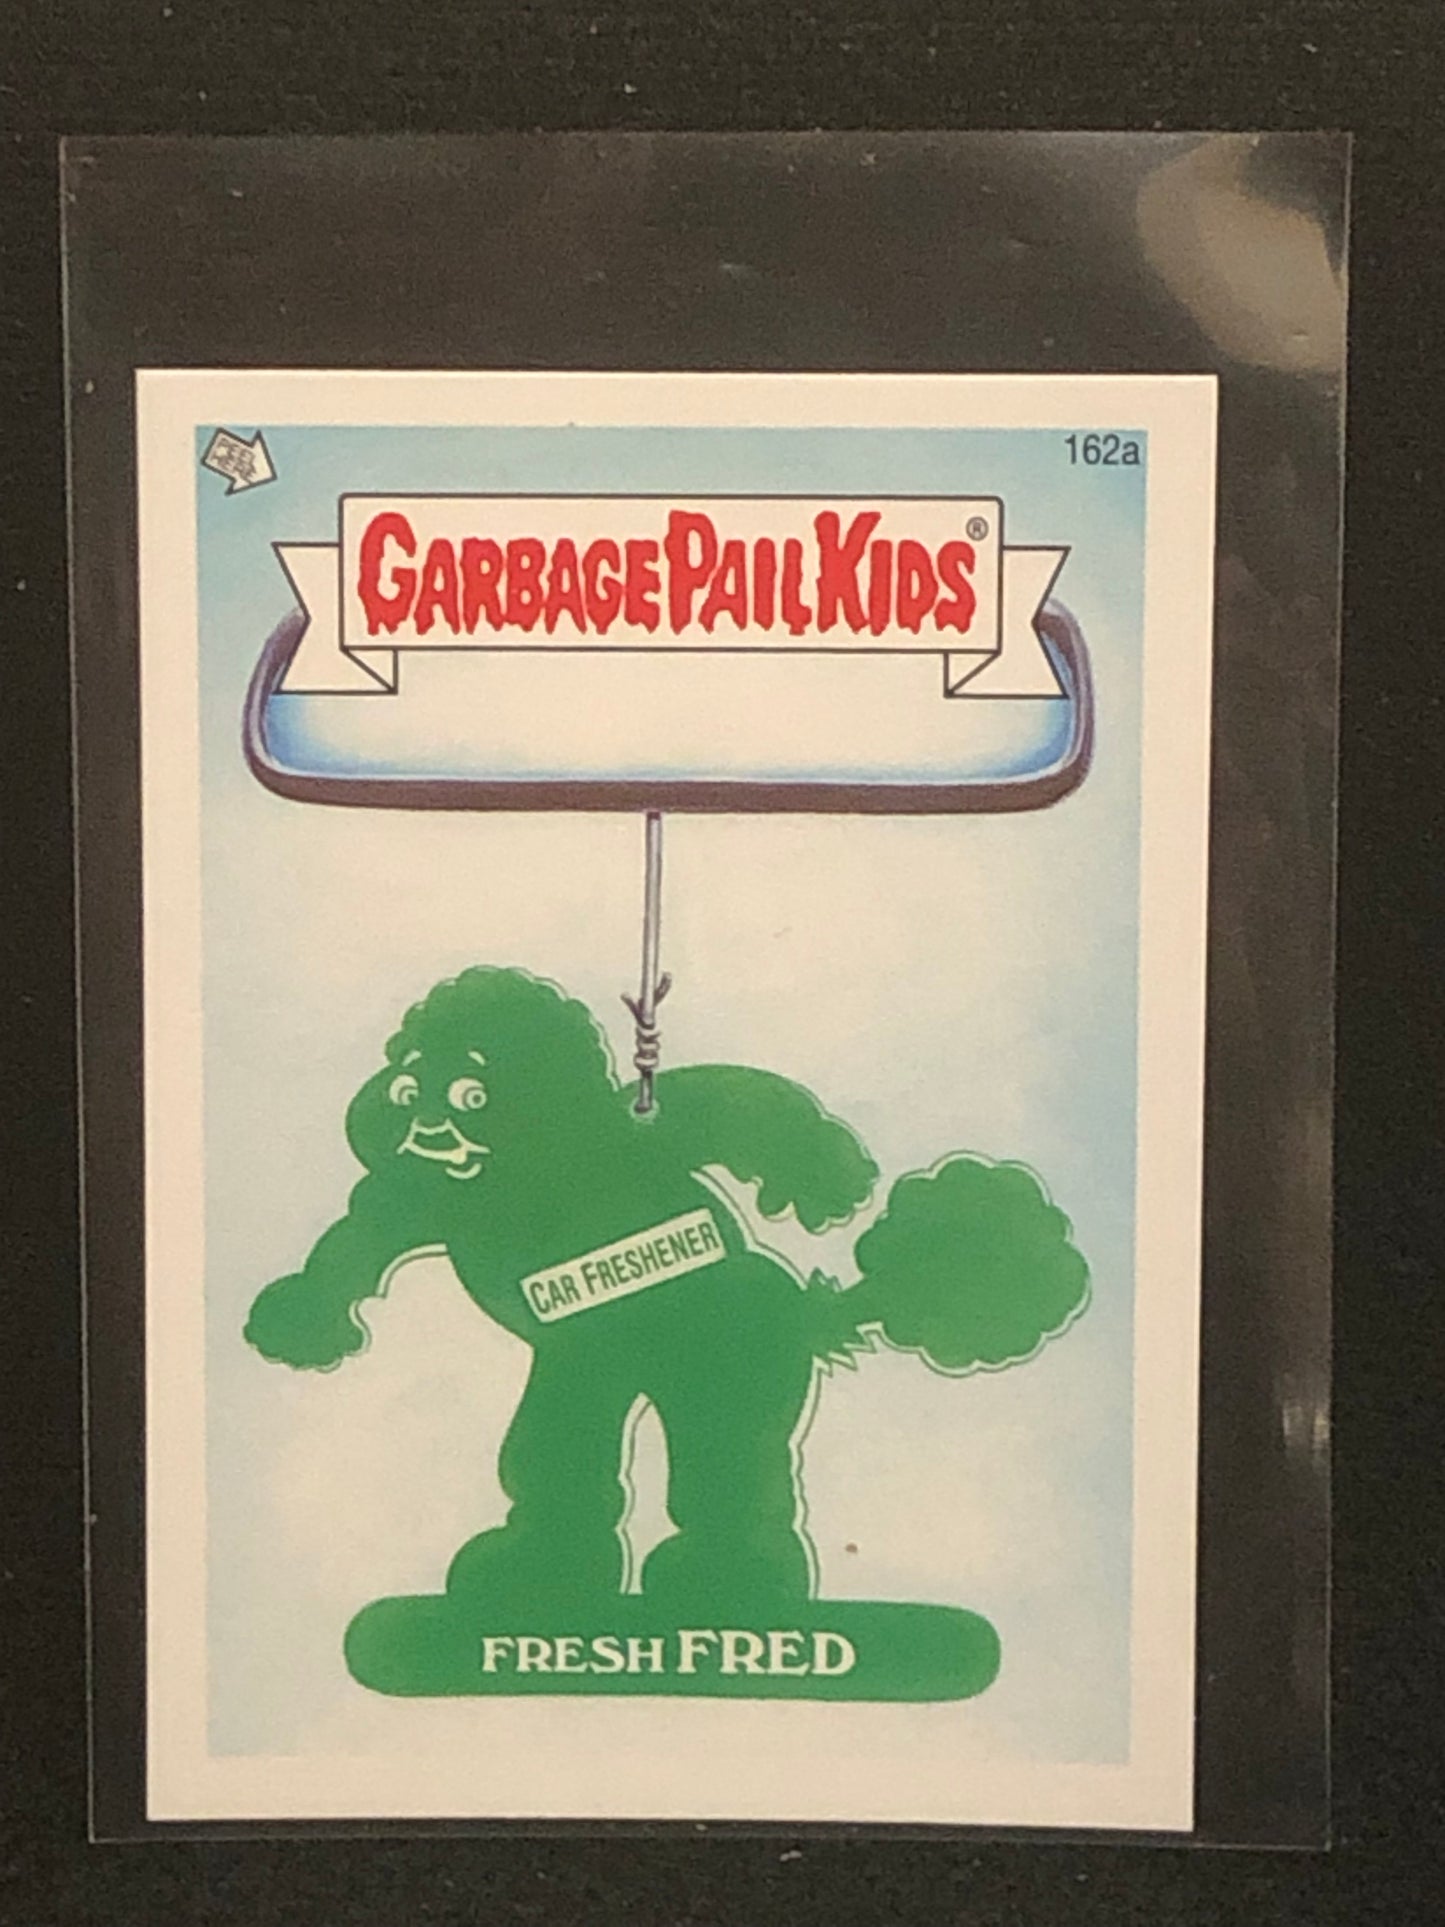 PEEL
HERE
162a
GARBAGE PAIL KIDS®
CAR FRESHENER
FRESH FRED